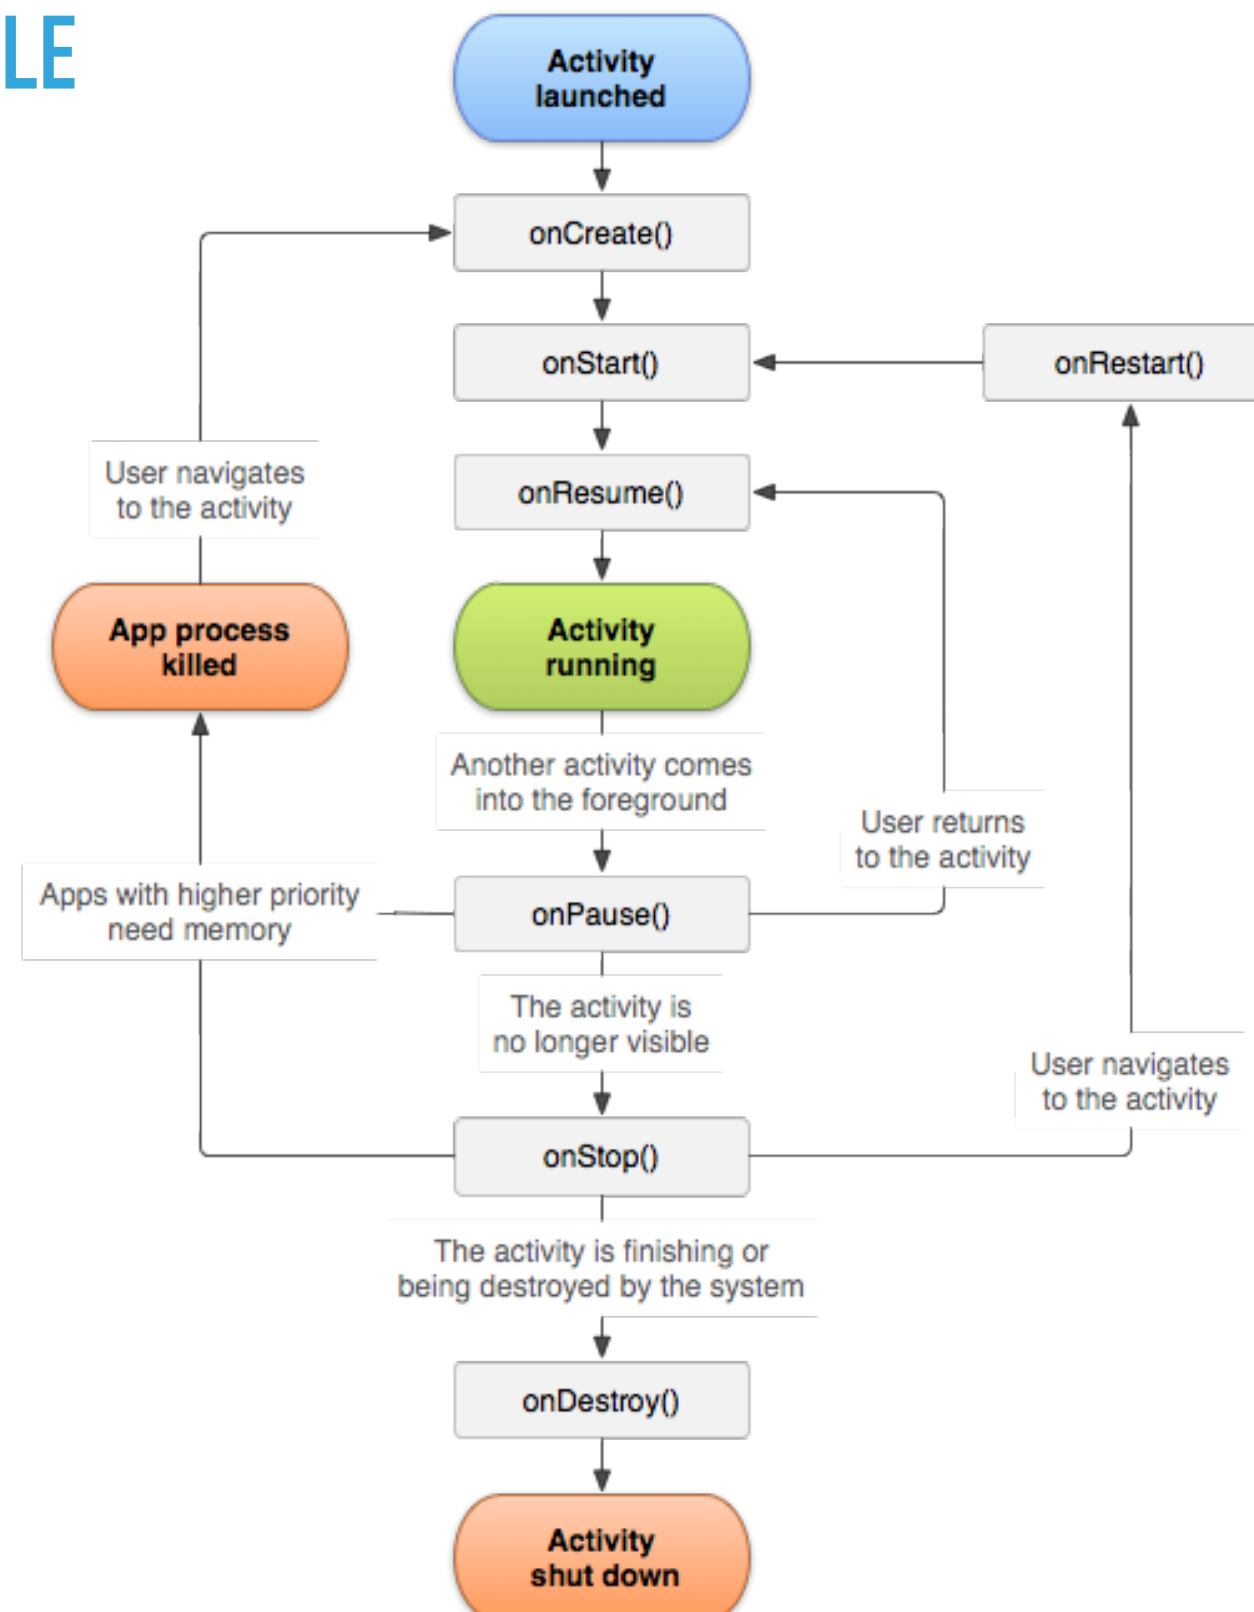 LE
Activity
launched
onCreate()
onStart()
onRestart()
User navigates
to the activity
onResume()
App process
killed
Activity
running
Another activity comes
into the foreground
User returns
to the activity
Apps with higher priority
need memory
onPause()
The activity is
no longer visible
User navigates
to the activity
onStop()
The activity is finishing or
being destroyed by the system
onDestroy()
Activity
shut down